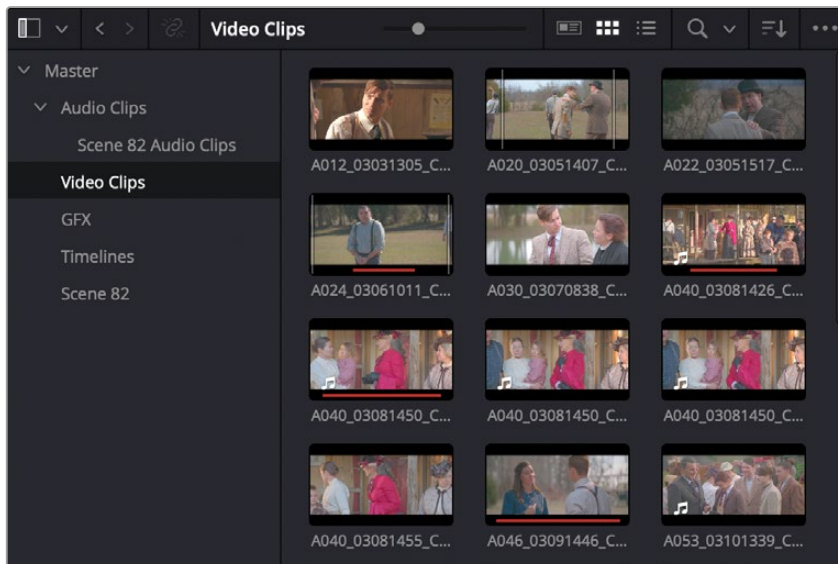 Video Clips
Master
Audio Clips
Scene 82 Audio Clips
Video Clips
GFX
Timelines
Scene 82
A012_03031305_C...
A020_03051407_C...
A022_03051517_C...
A024_03061011_C...
A030_03070838_C...
A040_03081426_C...
A040_03081450_C...
A040_03081450_C...
A040_03081450_C...
A040_03081455_C...
A046_03091446_C...
A053_03101339_C...